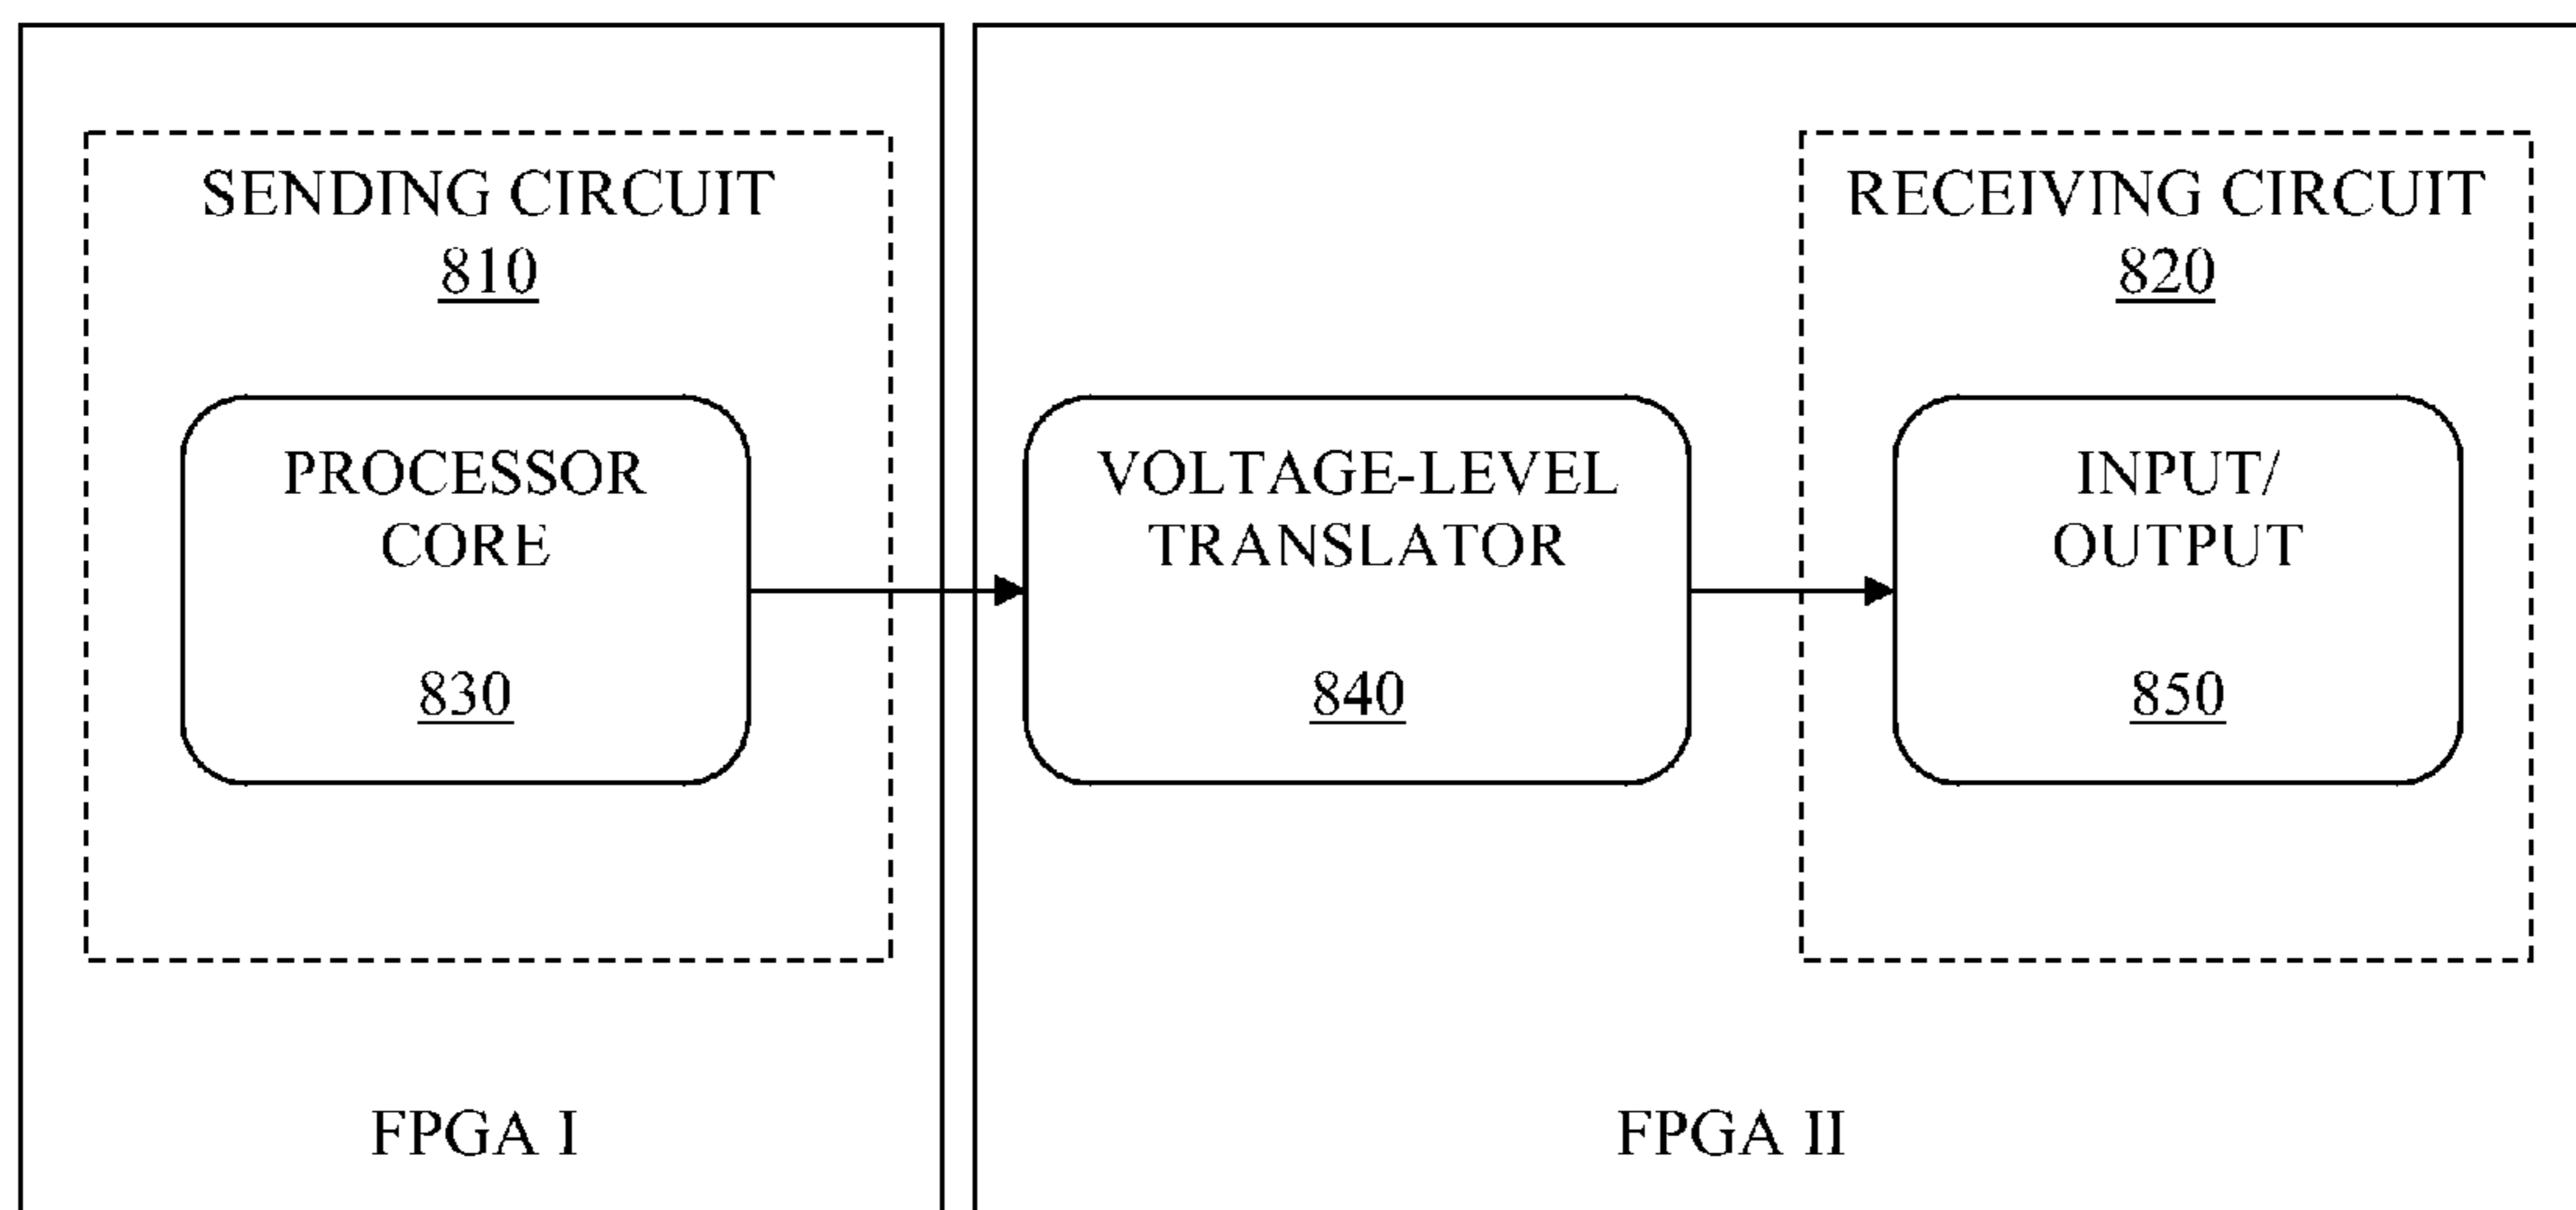 SENDING CIRCUIT
810
PROCESSOR
CORE
830
FPGA I
VOLTAGE-LEVEL
TRANSLATOR
840
RECEIVING CIRCUIT
820
INPUT/
OUTPUT
850
FPGA II